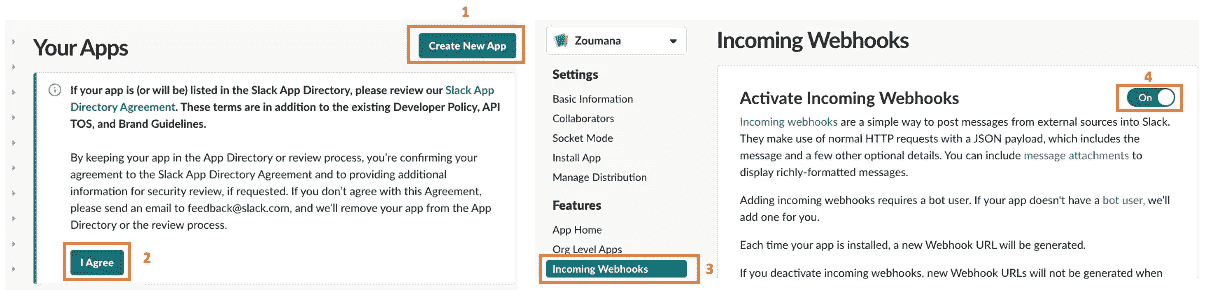 1
Your Apps
Create New App
If your app is (or will be) listed in the Slack App Directory, please review our Slack App
Directory Agreement. These terms are in addition to the existing Developer Policy, API
TOS, and Brand Guidelines.
By keeping your app in the App Directory or review process, you're confirming your
agreement to the Slack App Directory Agreement and to providing additional
information for security review, if requested. If you don't agree with this Agreement,
please send an email to feedback@slack.com, and we'll remove your app from the App
Directory or the review process.
I Agree
2
Zoumana
Settings
Basic Information
Collaborators
Socket Mode
Install App
Manage Distribution
Features
App Home
Org Level Apps
Incoming Webhooks
3
Incoming Webhooks
4
Activate Incoming Webhooks
On
Incoming webhooks are a simple way to post messages from external sources into Slack.
They make use of normal HTTP requests with a JSON payload, which includes the
message and a few other optional details. You can include message attachments to
display richly-formatted messages.
Adding incoming webhooks requires a bot user. If your app doesn't have a bot user, we'll
add one for you.
Each time your app is installed, a new Webhook URL will be generated.
If you deactivate incoming webhooks, new Webhook URLs will not be generated when